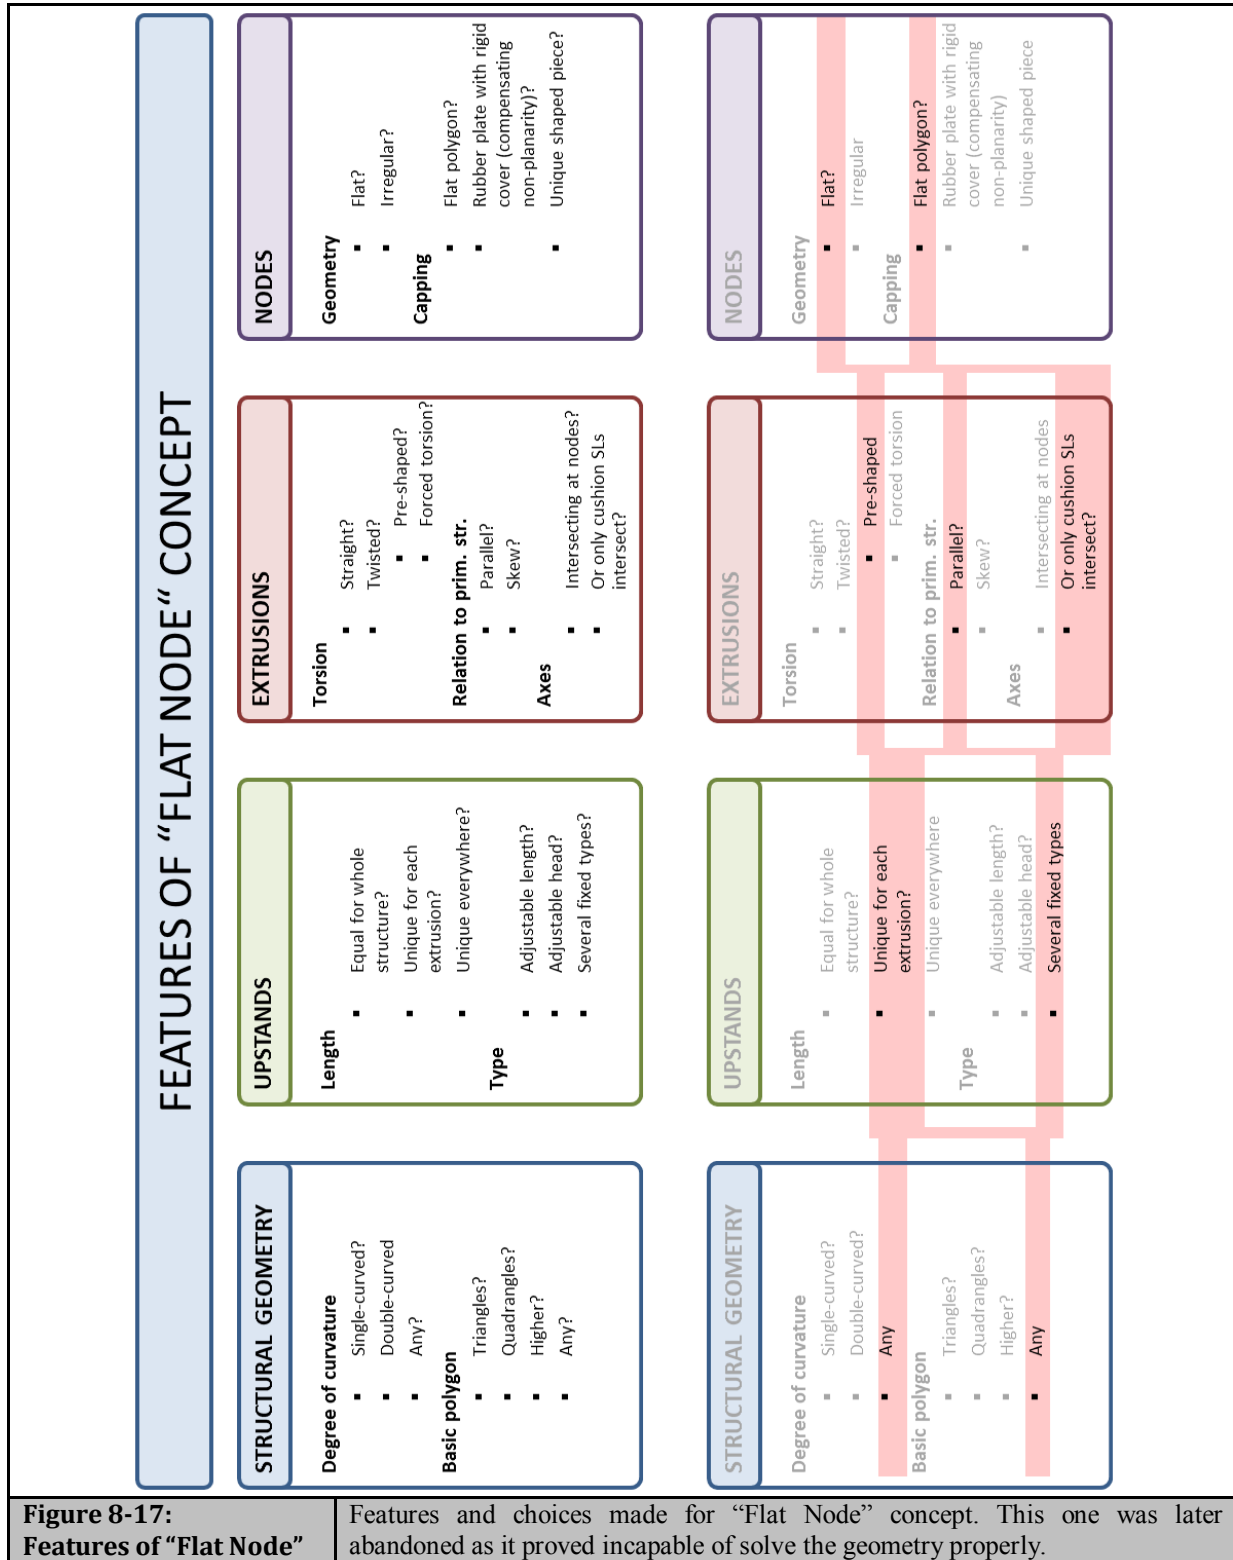 FEATURES OF “FLAT NODE“ CONCEPT
STRUCTURAL GEOMETRY
Degree of curvature
▪ Single-curved?
▪ Double-curved
▪ Any?
Basic polygon
▪ Triangles?
▪ Quadrangles?
▪ Higher?
▪ Any?
UPSTANDS
Length
▪ Equal for whole
structure?
▪ Unique for each
extrusion?
▪ Unique everywhere?
Type
▪ Adjustable length?
▪ Adjustable head?
▪ Several fixed types?
EXTRUSIONS
Torsion
▪ Straight?
▪ Twisted?
▪ Pre-shaped?
▪ Forced torsion?
Relation to prim. str.
▪ Parallel?
▪ Skew?
Axes
▪ Intersecting at nodes?
▪ Or only cushion SLs
intersect?
NODES
Geometry
▪ Flat?
▪ Irregular?
Capping
▪ Flat polygon?
▪ Rubber plate with rigid
cover (compensating
non-planarity)?
▪ Unique shaped piece?
STRUCTURAL GEOMETRY
Degree of curvature
▪ Single-curved?
▪ Double-curved?
▪ Any
Basic polygon
▪ Triangles?
▪ Quadrangles?
▪ Higher?
▪ Any
UPSTANDS
Length
▪ Equal for whole
structure?
▪ Unique for each
extrusion?
▪ Unique everywhere
Type
▪ Adjustable length?
▪ Adjustable head?
▪ Several fixed types
EXTRUSIONS
Torsion
▪ Straight?
▪ Twisted?
▪ Pre-shaped
▪ Forced torsion
Relation to prim. str.
▪ Parallel?
▪ Skew?
Axes
▪ Intersecting at nodes
▪ Or only cushion SLs
intersect?
NODES
Geometry
▪ Flat?
▪ Irregular
Capping
▪ Flat polygon?
▪ Rubber plate with rigid
cover (compensating
non-planarity)
▪ Unique shaped piece
Figure 8-17:
Features of “Flat Node”
Features and choices made for “Flat Node” concept. This one was later
abandoned as it proved incapable of solve the geometry properly.